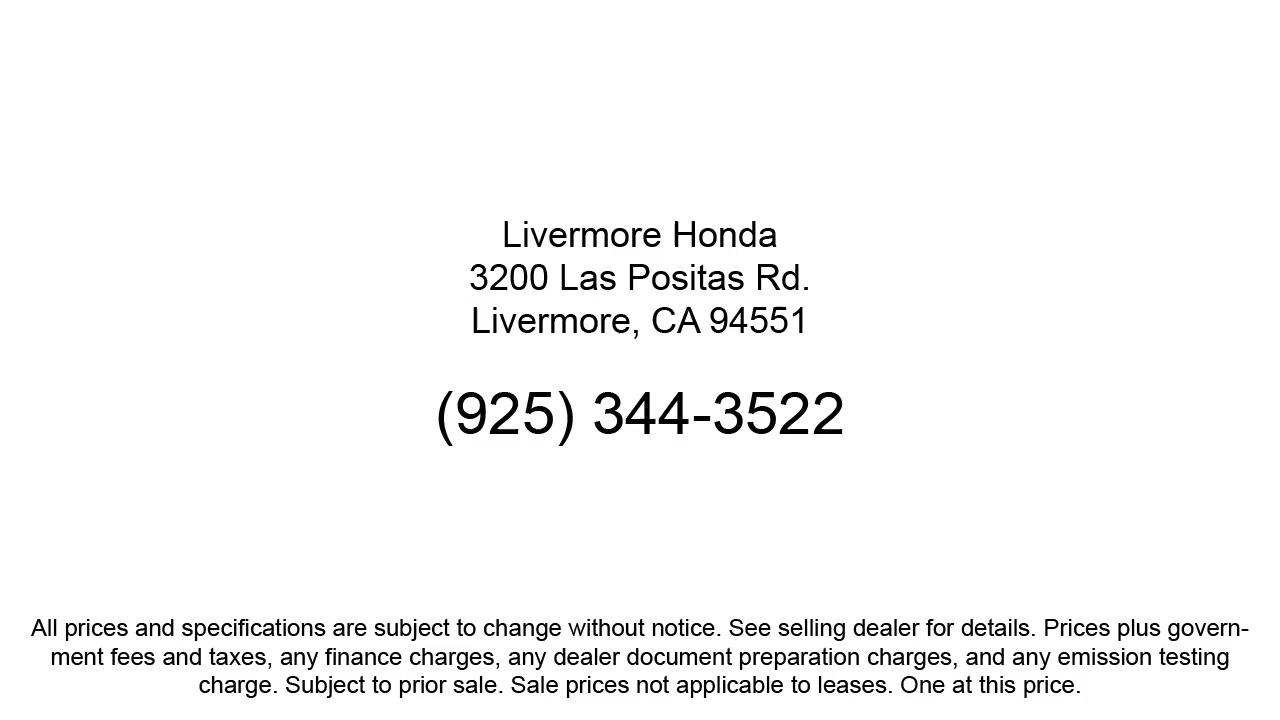 Livermore Honda
3200 Las Positas Rd.
Livermore, CA 94551
(925) 344-3522
All prices and specifications are subject to change without notice. See selling dealer for details. Prices plus govern-
ment fees and taxes, any finance charges, any dealer document preparation charges, and any emission testing
charge. Subject to prior sale. Sale prices not applicable to leases. One at this price.